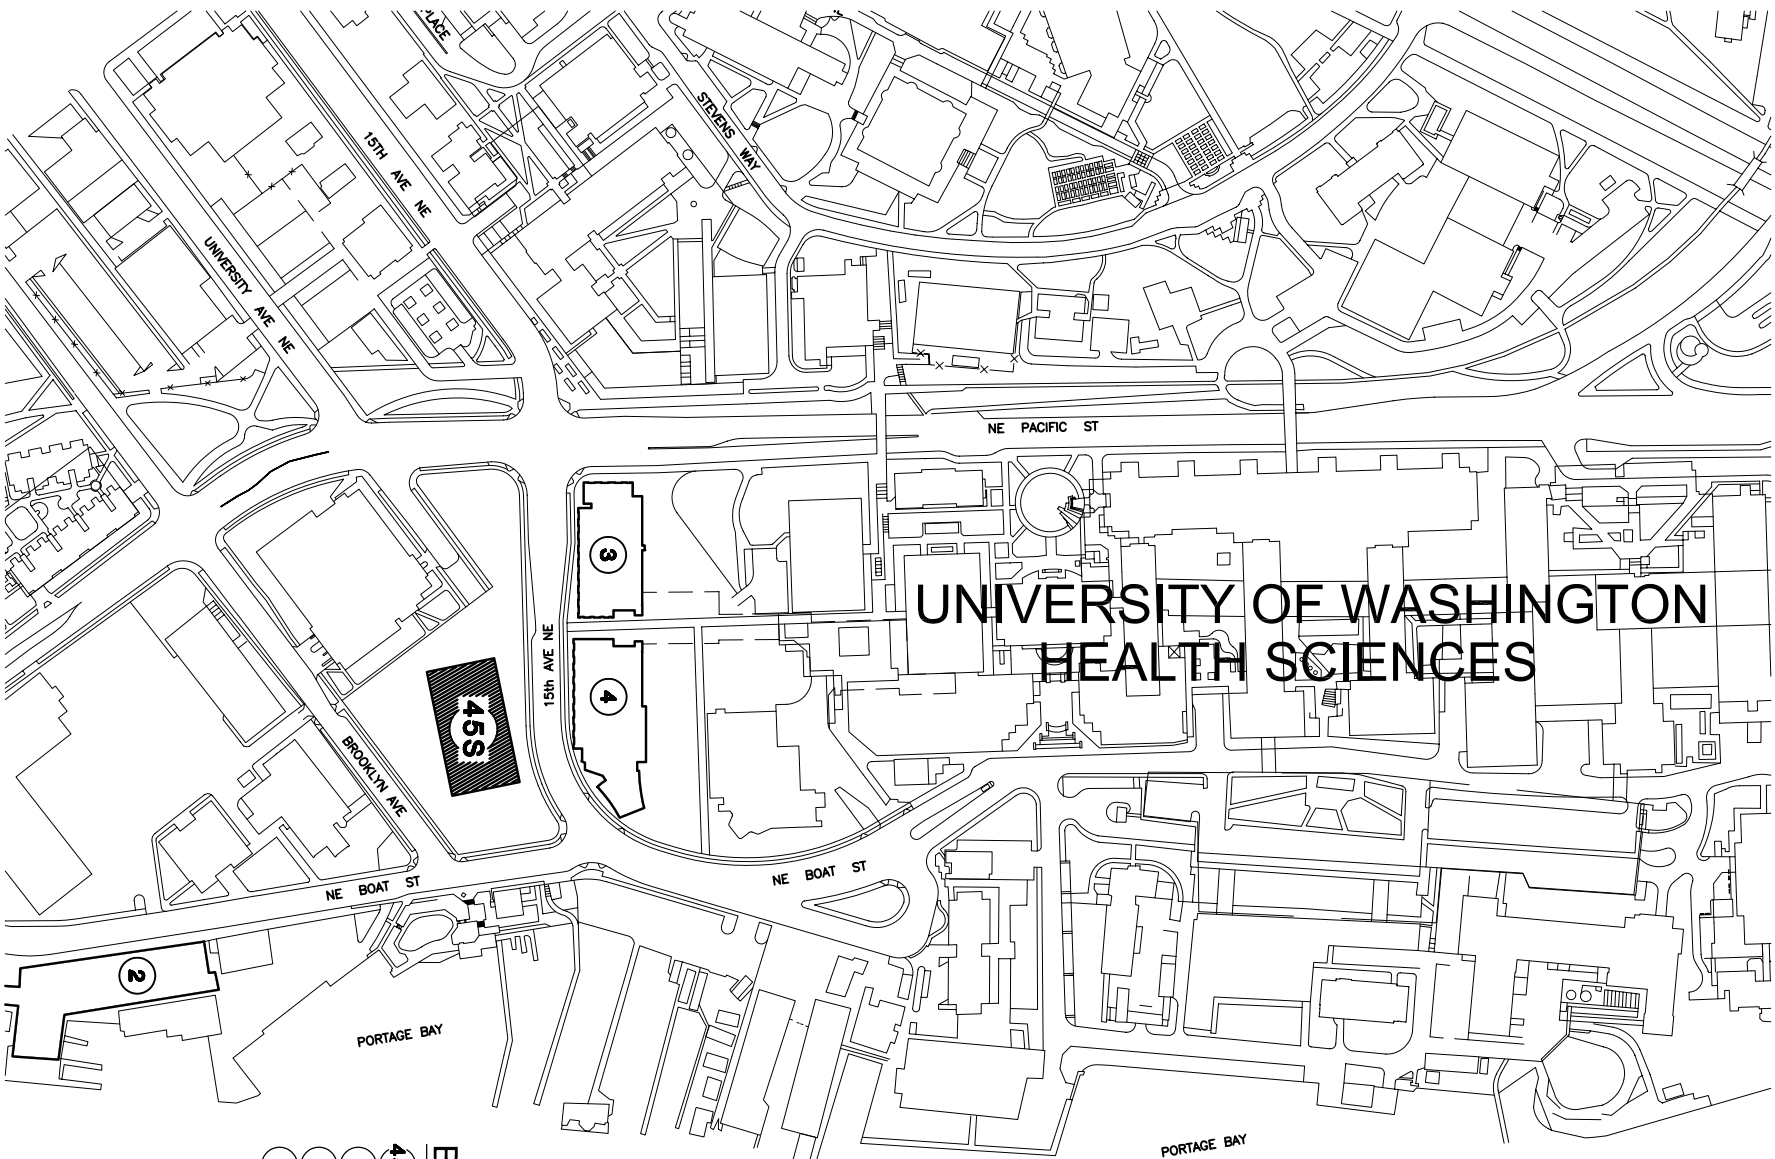 PLACE
STEVENS WAY
15TH AVE NE
UNIVERSITY AVE NE
NE PACIFIC ST
3
UNIVERSITY OF WASHINGTON
HEALTH SCIENCES
15th AVE NE
4
45S
BROOKLYN AVE
NE BOAT ST
NE BOAT ST
2
PORTAGE BAY
PORTAGE BAY